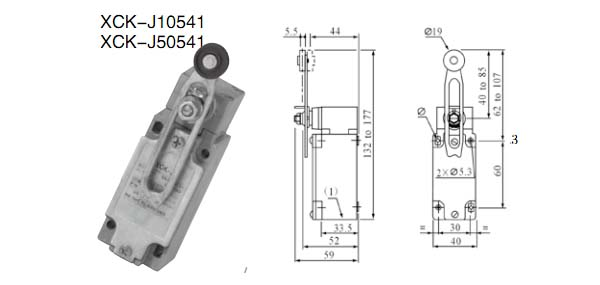 XCK–J10541
XCK–J50541
5.5
44
Ø19
132 to 177
40 to 85
62 to 107
Ø
.3
60
2×Ø5.3
(1)
33.5
52
59
=
30
=
40